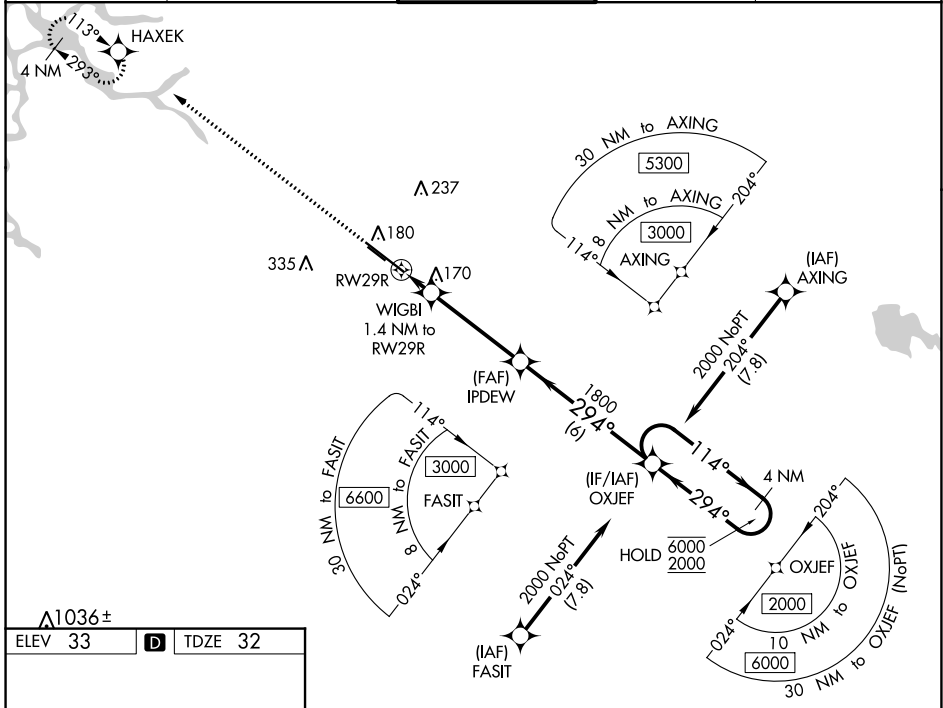 113°
HAXEK
4 NM
293°
237
180
335
RW29R
170
WIGBI
1.4 NM to
RW29R
30 NM to AXING
5300
8 NM to AXING
3000
204°
114°
AXING
(IAF)
AXING
2000 NoPT
204°
(7.8)
(FAF)
IPDEW
1800
294°
(6)
114°
4 NM
294°
(IF/IAF)
OXJEF
HOLD
6000
2000
30 NM to FASIT
6600
8 NM to FASIT
3000
114°
FASIT
024°
2000 NoPT
024°
(7.8)
(IAF)
FASIT
204°
OXJEF
2000
10 NM to OXJEF
024°
6000
30 NM to OXJEF (NoPT)
1036±
ELEV 33 D TDZE 32